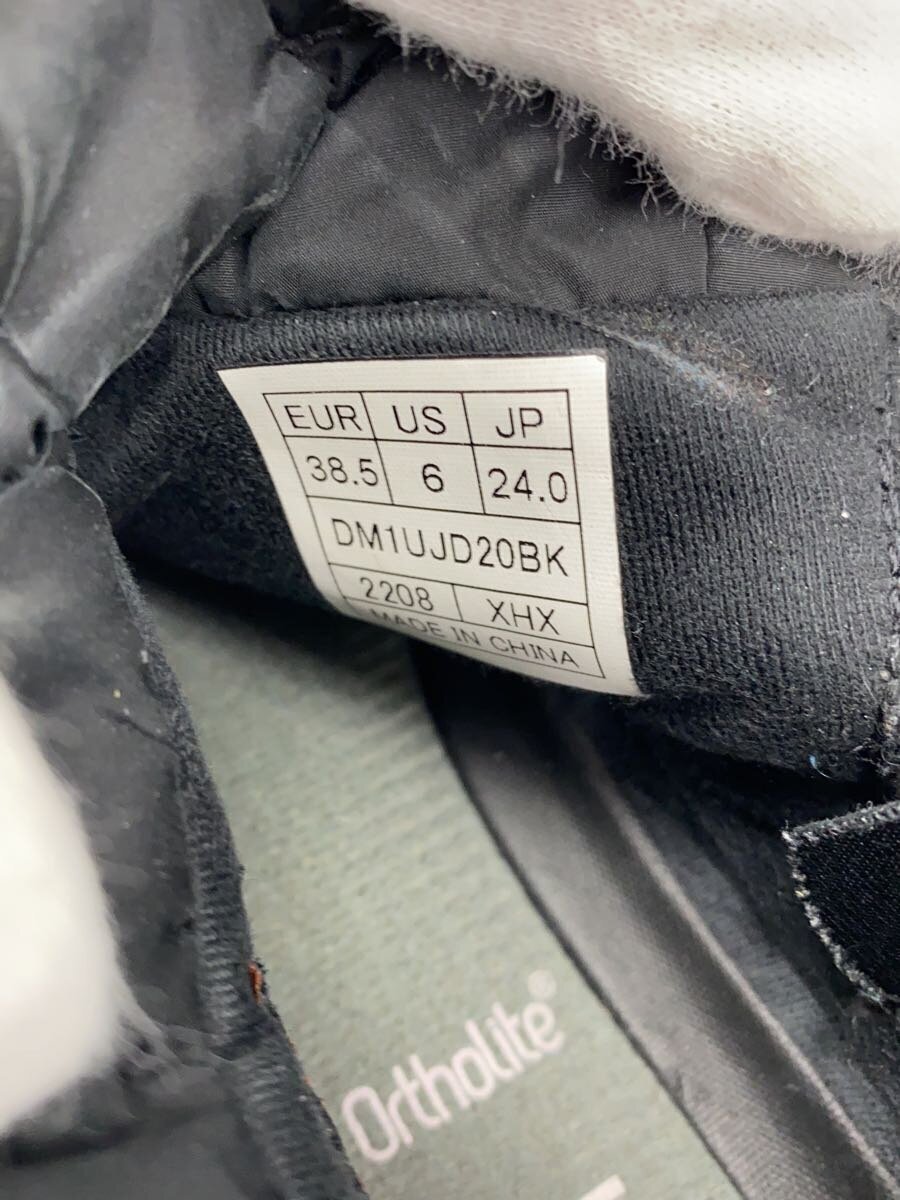 EUR US JP
38.5 6 24.0
DM1UJD20BK
2208 XHX
MADE IN CHINA
Ortholite®